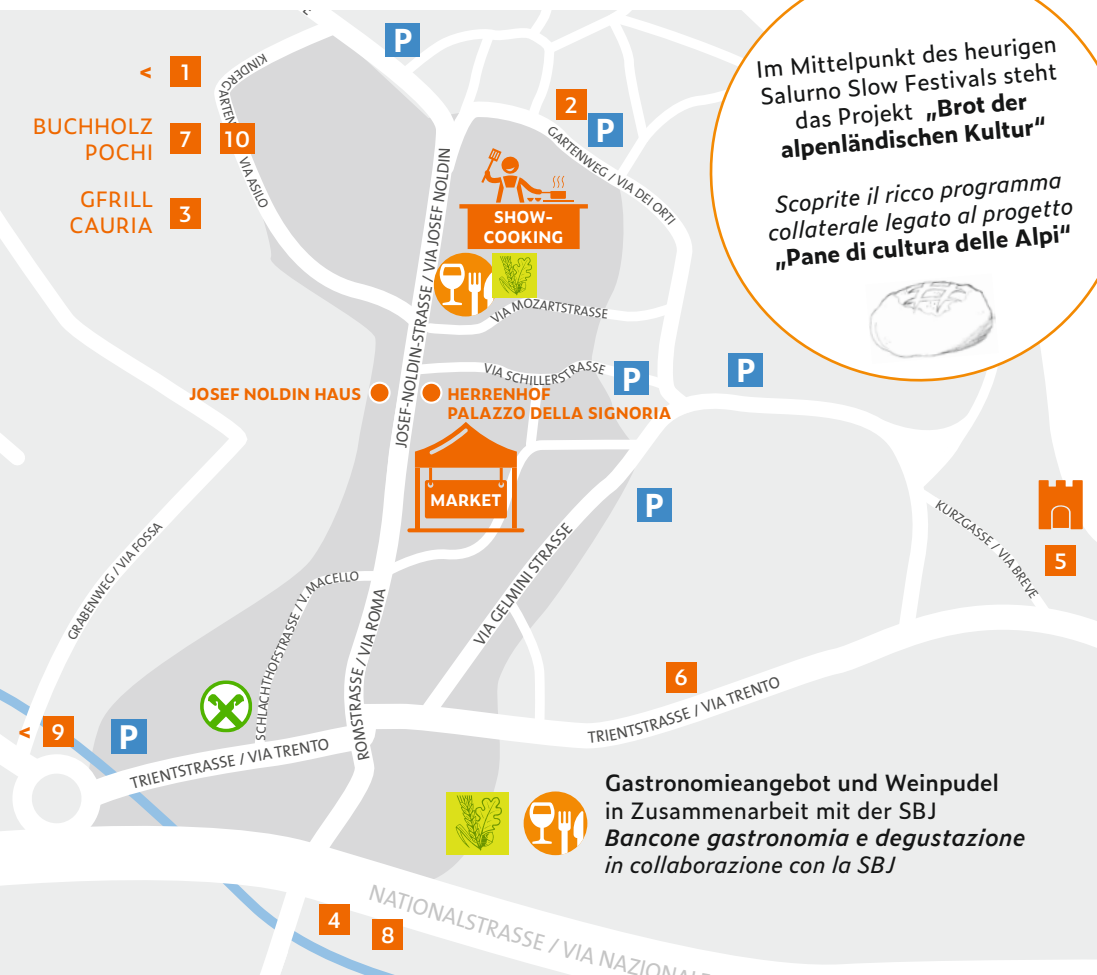 P
< 1
KINDERGARTEN
VIA ASILO
BUCHHOLZ
POCHI
7
10
GFRILL
CAURIA
3
2
P
GARTENWEG / VIA DEI ORTI
SHOW-
COOKING
Im Mittelpunkt des heurigen
Salurno Slow Festivals steht
das Projekt „Brot der
alpenländischen Kultur“
Scoprite il ricco programma
collaterale legato al progetto
„Pane di cultura delle Alpi“
JOSEF-NOLDIN-STRASSE / VIA JOSEF NOLDIN
VIA MOZARTSTRASSE
VIA SCHILLERSTRASSE
P
P
JOSEF NOLDIN HAUS
HERRENHOF
PALAZZO DELLA SIGNORIA
MARKET
P
KURZGASSE / VIA BREVE
5
GRABENWEG / VIA FOSSA
SCHLACHTHOFSTRASSE / V. MACELLO
ROMSTRASSE / VIA ROMA
VIA GELMINI STRASSE
6
TRIENTSTRASSE / VIA TRENTO
< 9
P
TRIENTSTRASSE / VIA TRENTO
Gastronomieangebot und Weinpudel
in Zusammenarbeit mit der SBJ
Bancone gastronomia e degustazione
in collaborazione con la SBJ
4
8
NATIONALSTRASSE / VIA NAZIONALE